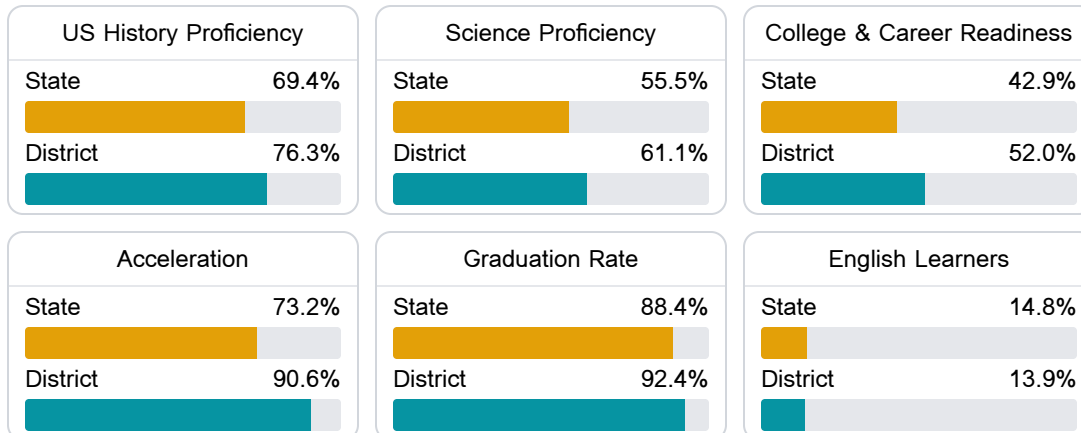 US History Proficiency
State 69.4%
District 76.3%
Science Proficiency
State 55.5%
District 61.1%
College & Career Readiness
State 42.9%
District 52.0%
Acceleration
State 73.2%
District 90.6%
Graduation Rate
State 88.4%
District 92.4%
English Learners
State 14.8%
District 13.9%